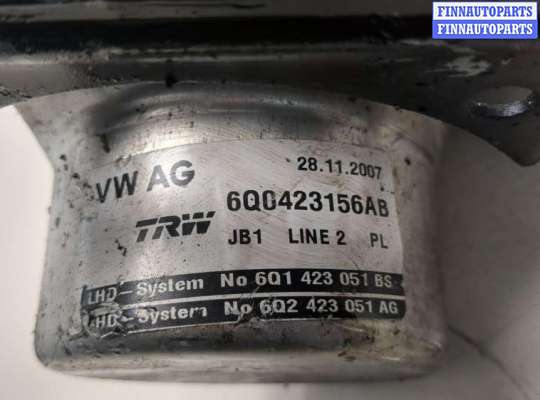 FINNAUTOPARTS
FINNAUTOPARTS
VW AG 28.11.2007
TRW 6Q0423156AB
JB1 LINE 2 PL
LHD - System No 6Q1 423 051 BS
HD - System No 6Q2 423 051 AG